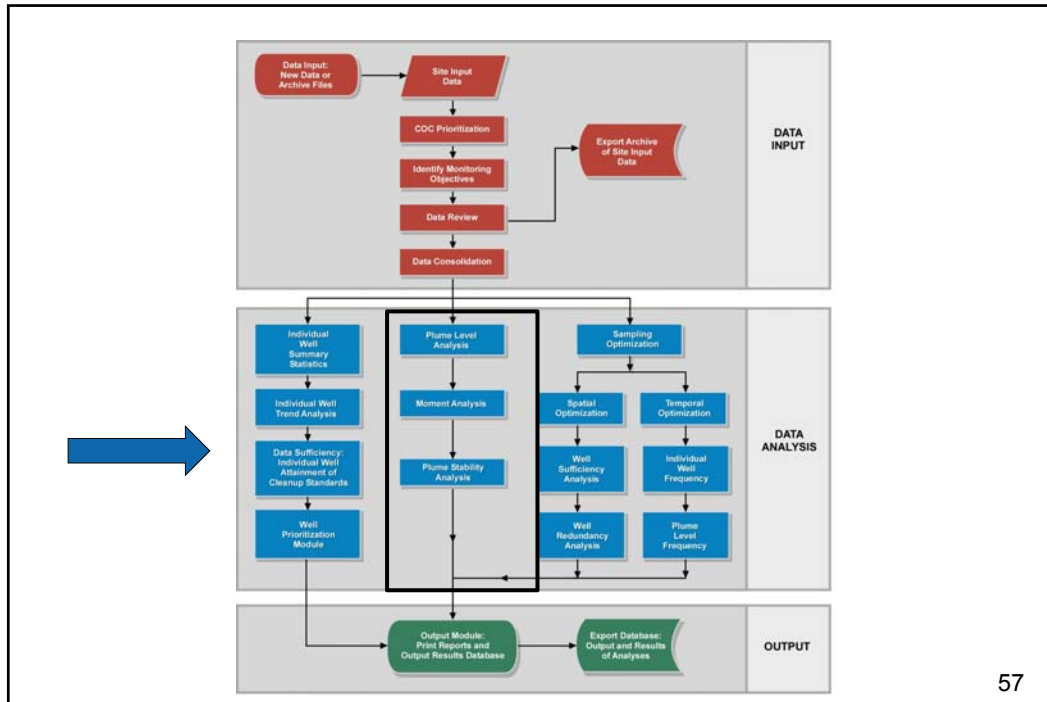 Data Input:
New Data or
Archive Files
Site Input
Data
COC Prioritization
Identify Monitoring
Objectives
Data Review
Data Consolidation
Export Archive
of Site Input
Data
DATA
INPUT
Individual
Well
Summary
Statistics
Individual Well
Trend Analysis
Data Sufficiency:
Individual Well
Attainment of
Cleanup Standards
Well
Prioritization
Module
Plume Level
Analysis
Moment Analysis
Plume Stability
Analysis
Sampling
Optimization
Spatial
Optimization
Well
Sufficiency
Analysis
Well
Redundancy
Analysis
Temporal
Optimization
Individual
Well
Frequency
Plume
Level
Frequency
DATA
ANALYSIS
Output Module:
Print Reports and
Output Results Database
Export Database:
Output and Results
of Analyses
OUTPUT
57